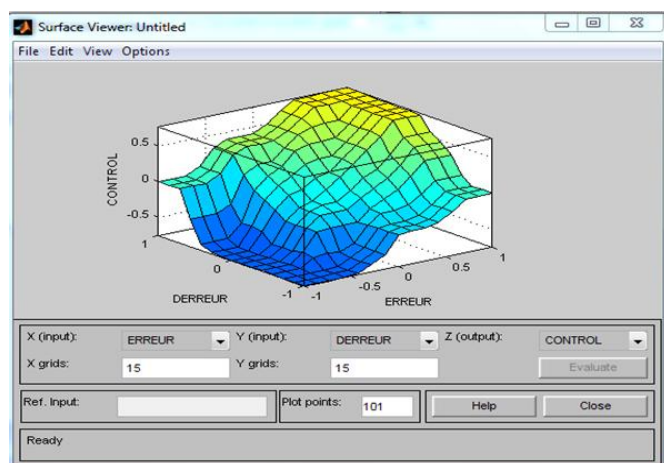 Surface Viewer: Untitled
File Edit View Options
CONTROL
0.5
0
-0.5
1
0
-1
DERREUR
-1
-0.5
0
0.5
1
ERREUR
X (input): ERREUR Y (input): DERREUR Z (output): CONTROL
X grids: 15 Y grids: 15 Evaluate
Ref. Input: Plot points: 101 Help Close
Ready